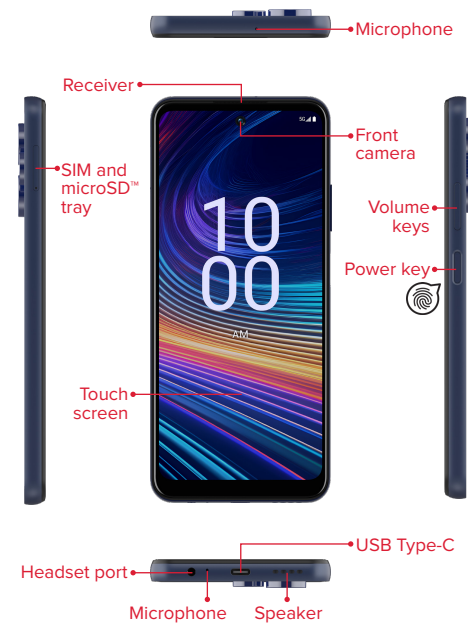 Microphone
Receiver
5G
Front
camera
SIM and
microSD™
tray
10
00
AM
Volume
keys
Power key
Touch
screen
USB Type-C
Headset port
Microphone
Speaker